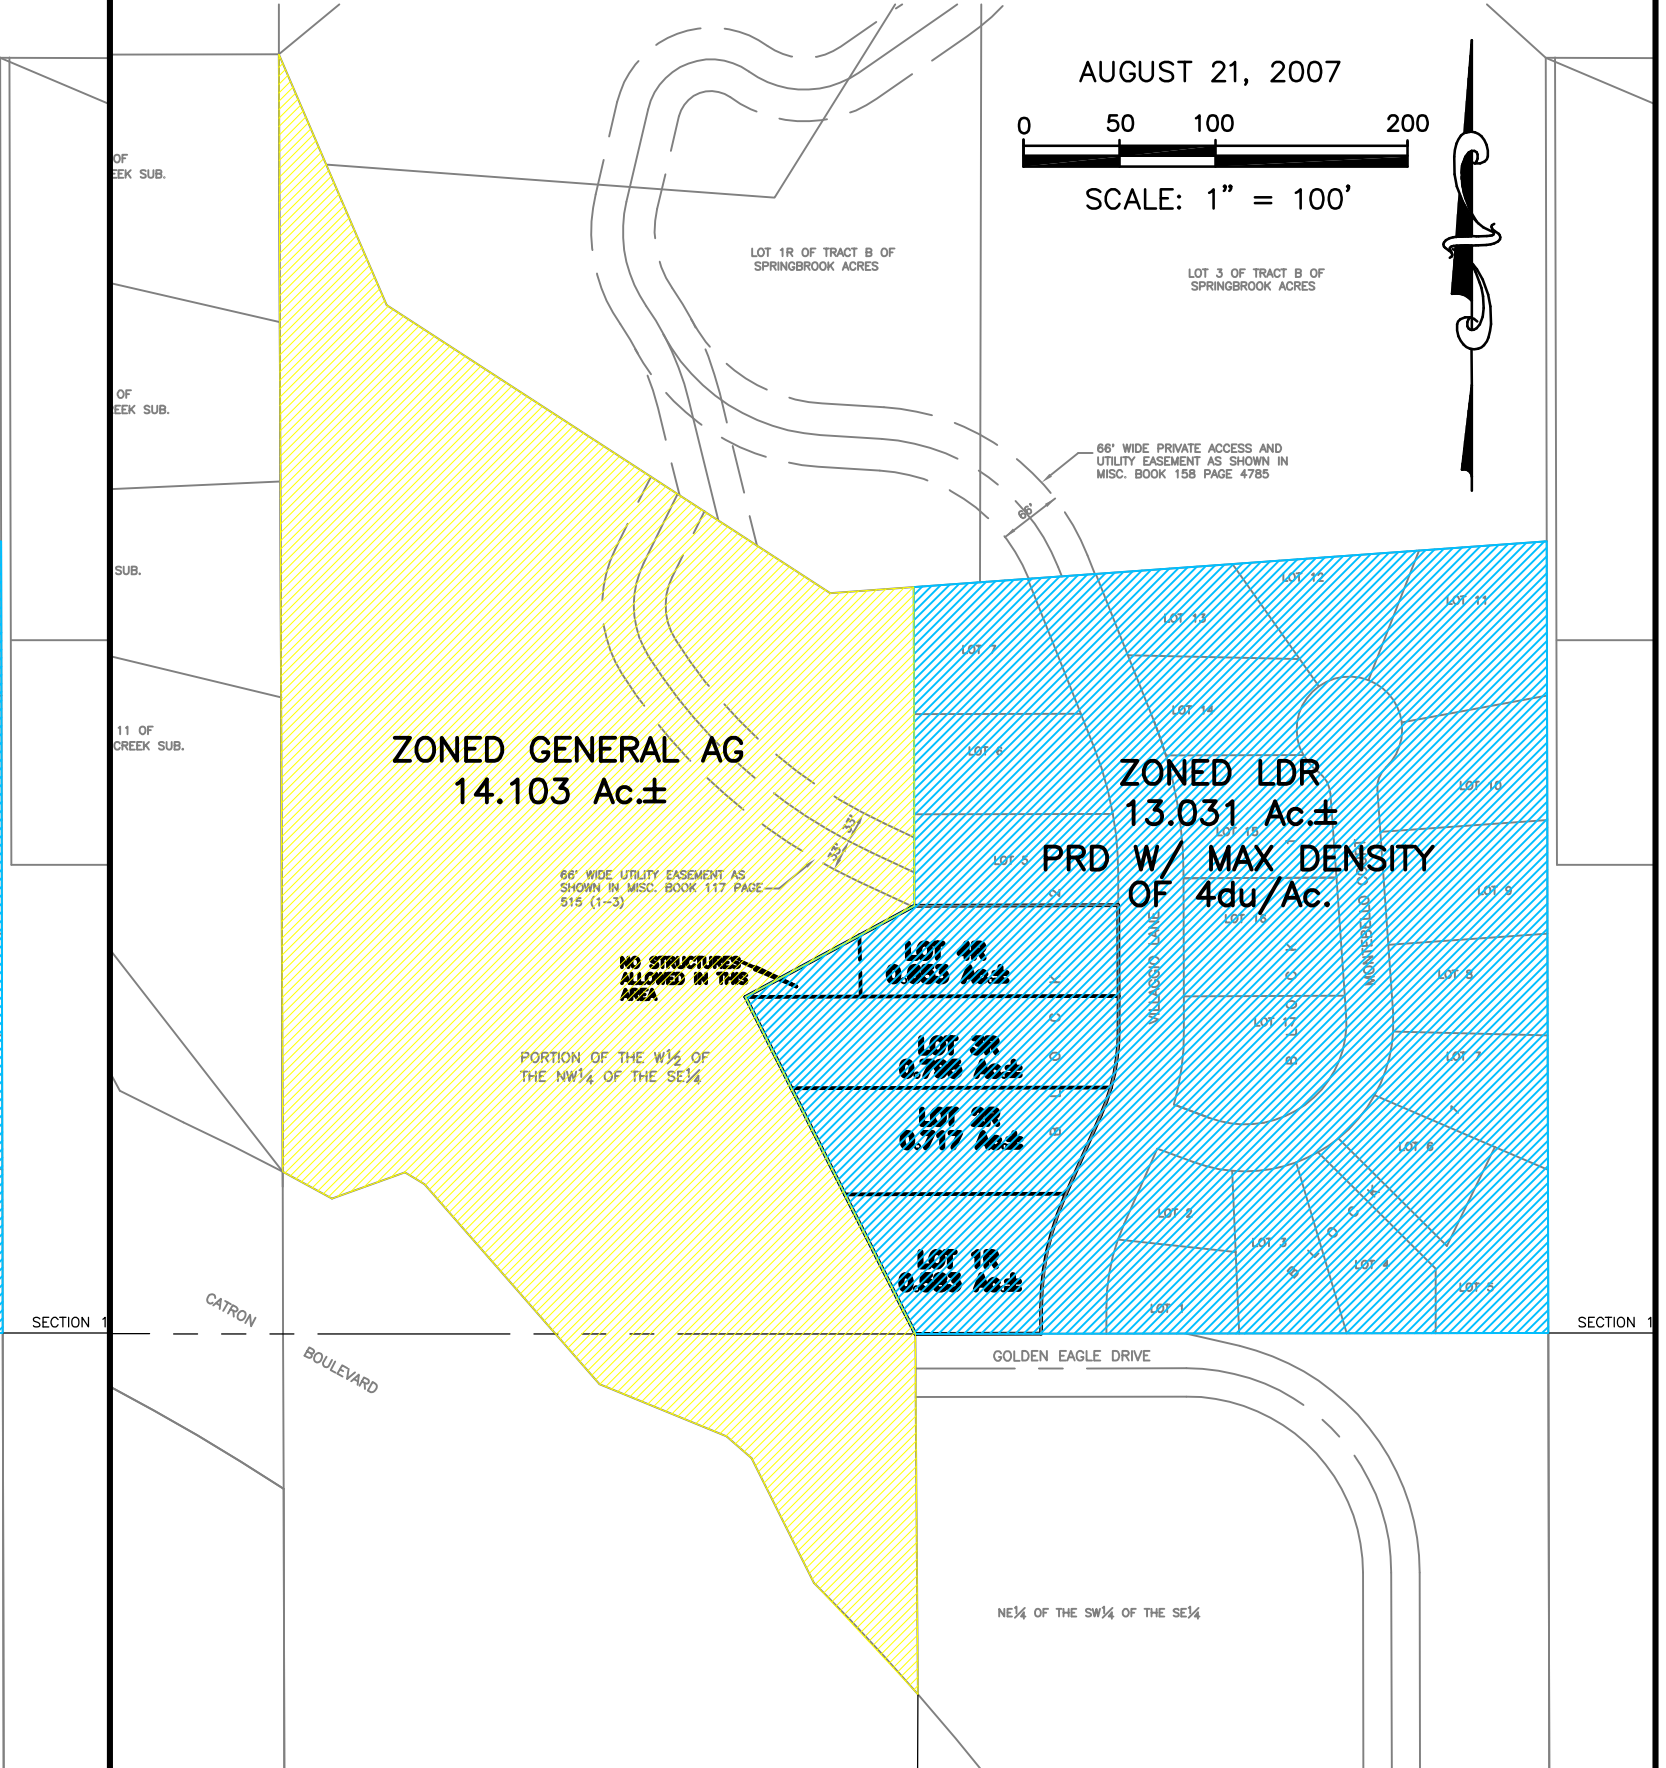 AUGUST 21, 2007
0 50 100 200
SCALE: 1" = 100'
OF
EEK SUB.
LOT 1R OF TRACT B OF
SPRINGBROOK ACRES
LOT 3 OF TRACT B OF
SPRINGBROOK ACRES
OF
EEK SUB.
66' WIDE PRIVATE ACCESS AND
UTILITY EASEMENT AS SHOWN IN
MISC. BOOK 158 PAGE 4785
66'
SUB.
LOT 12
LOT 11
LOT 13
LOT 7
LOT 14
11 OF
CREEK SUB.
ZONED GENERAL AG
14.103 Ac.±
LOT 6
ZONED LDR
13.031 Ac.±
PRD W/ MAX DENSITY
OF 4du/Ac.
LOT 10
LOT 15
33'
33'
LOT 5
66' WIDE UTILITY EASEMENT AS
SHOWN IN MISC. BOOK 117 PAGE
515 (1--3)
LOT 9
LOT 16
VILLAGGIO LANE
MONTEBELLO
BLOCK 2
BLOCK 1
NO STRUCTURES
ALLOWED IN THIS
AREA
LOT 4R
LOT 8
LOT 17
LOT 3R
LOT 7
PORTION OF THE W½ OF
THE NW¼ OF THE SE¼
LOT 2R
0.717 Ac.±
LOT 6
LOT 2
LOT 3
LOT 4
LOT 5
BLOCK 1
LOT 1R
LOT 1
CATRON
BOULEVARD
SECTION 1
SECTION 1
GOLDEN EAGLE DRIVE
NE¼ OF THE SW¼ OF THE SE¼